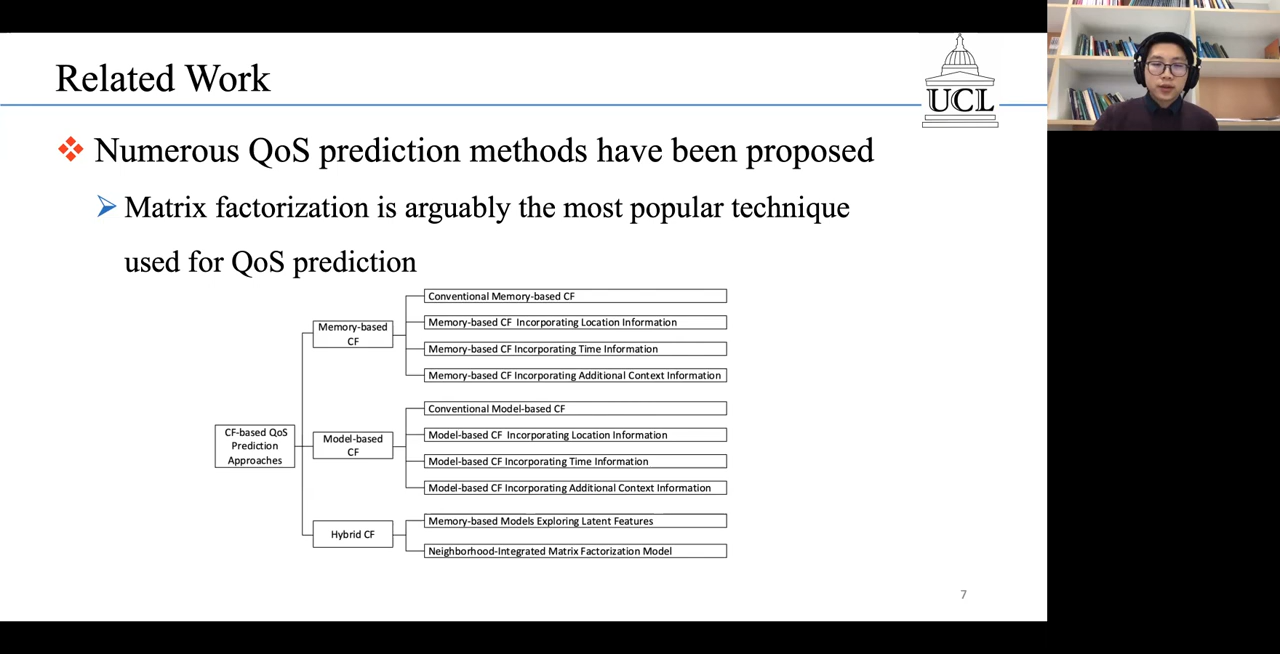 Related Work
UCL
Numerous QoS prediction methods have been proposed
Matrix factorization is arguably the most popular technique
used for QoS prediction
CF-based QoS
Prediction
Approaches
Memory-based
CF
Conventional Memory-based CF
Memory-based CF Incorporating Location Information
Memory-based CF Incorporating Time Information
Memory-based CF Incorporating Additional Context Information
Model-based
CF
Conventional Model-based CF
Model-based CF Incorporating Location Information
Model-based CF Incorporating Time Information
Model-based CF Incorporating Additional Context Information
Hybrid CF
Memory-based Models Exploring Latent Features
Neighborhood-Integrated Matrix Factorization Model
7